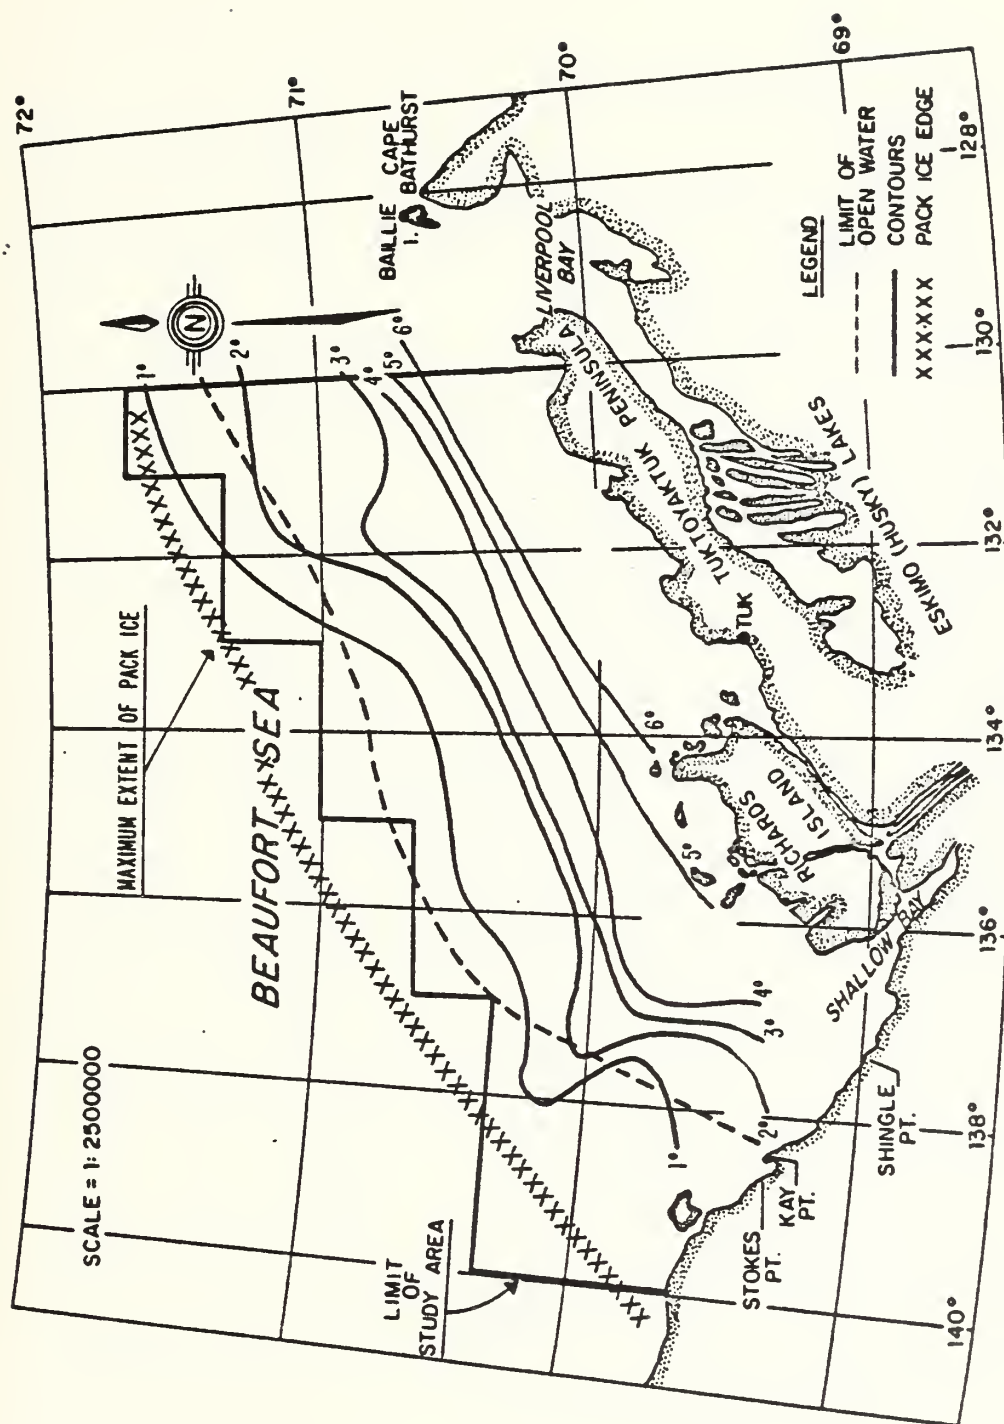 SCALE = 1: 2500000
72°
71°
70°
69°
MAXIMUM EXTENT OF PACK ICE
BEAUFORT SEA
N
LIMIT
OF
STUDY AREA
1°
2°
3°
4°
5°
6°
6°
5°
4°
3°
2°
1°
BAILLIE
I.
CAPE
BATHURST
LIVERPOOL
BAY
TUKTOYAKTUK PENINSULA
TUK
ESKIMO (HUSKY) LAKES
RICHARDS
ISLAND
SHALLOW BAY
SHINGLE
PT.
KAY
PT.
STOKES
PT.
LEGEND
LIMIT OF
OPEN WATER
CONTOURS
XXXXXX PACK ICE EDGE
140°
138°
136°
134°
132°
130°
128°